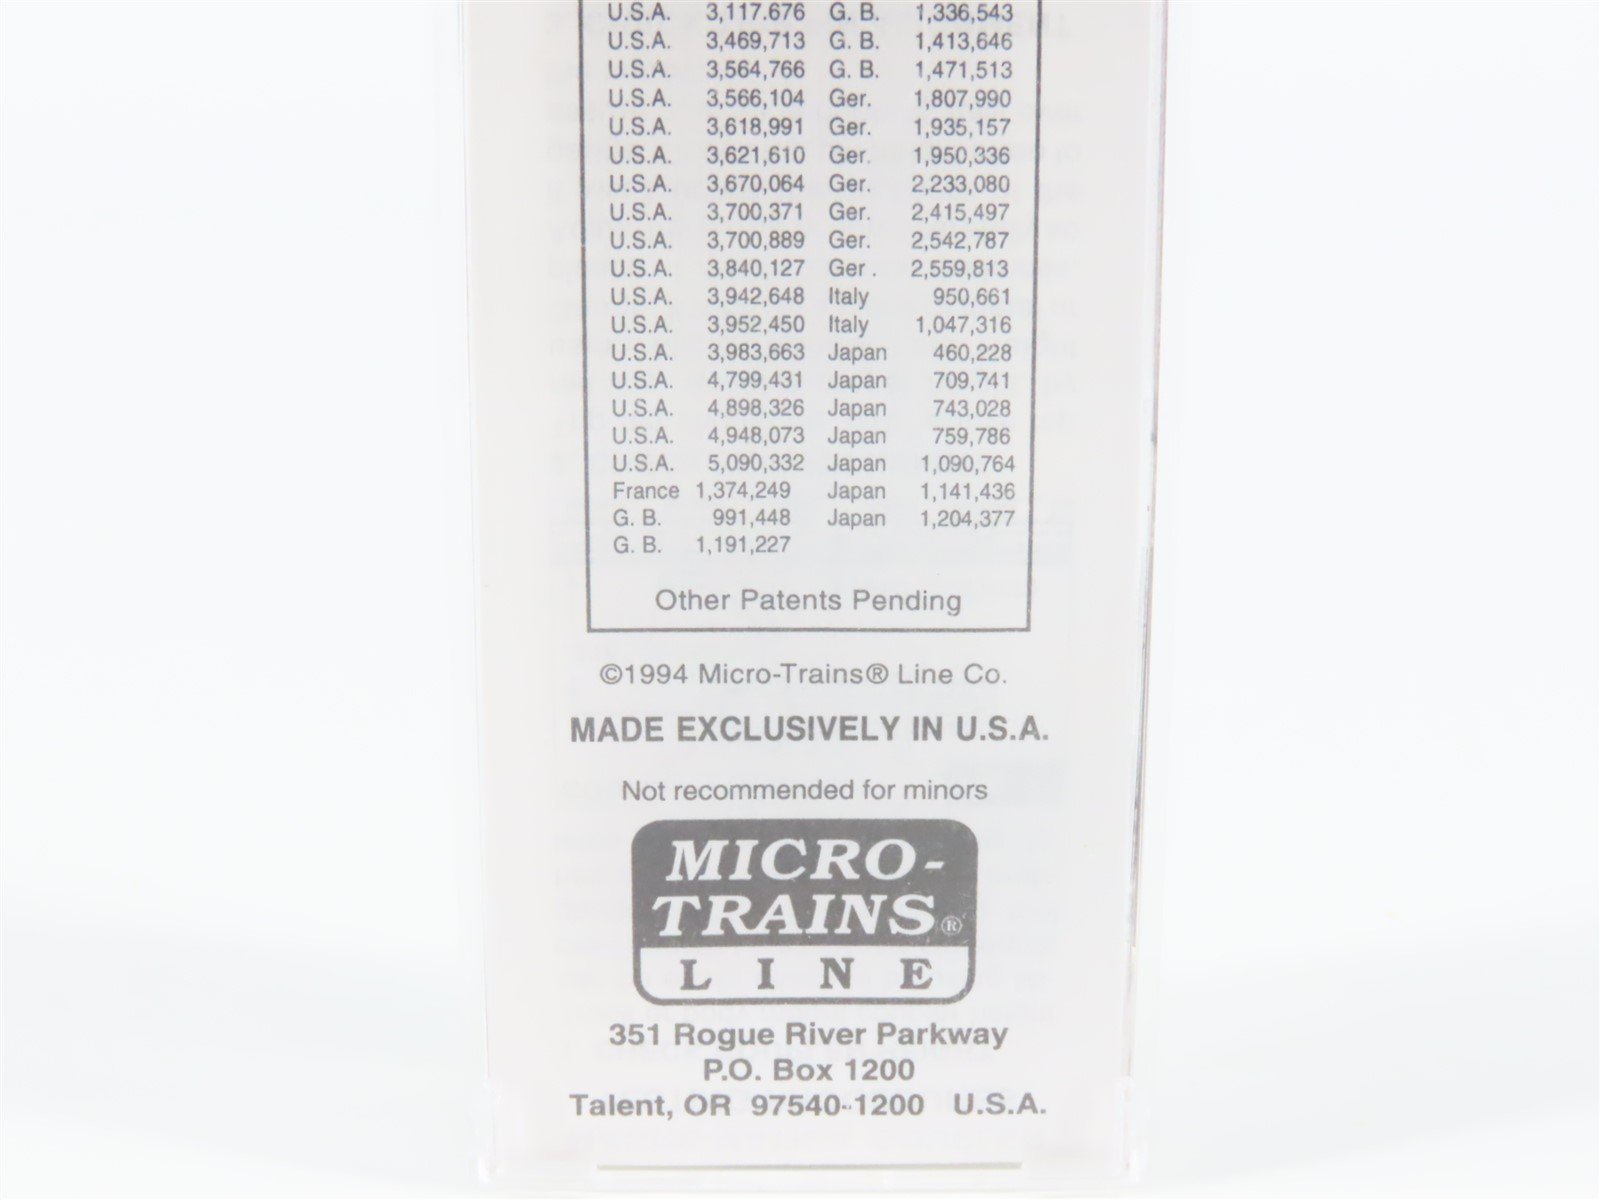 U.S.A. 3,117.676 G. B. 1,336,543
U.S.A. 3,469,713 G. B. 1,413,646
U.S.A. 3,564,766 G. B. 1,471,513
U.S.A. 3,566,104 Ger. 1,807,990
U.S.A. 3,618,991 Ger. 1,935,157
U.S.A. 3,621,610 Ger. 1,950,336
U.S.A. 3,670,064 Ger. 2,233,080
U.S.A. 3,700,371 Ger. 2,415,497
U.S.A. 3,700,889 Ger. 2,542,787
U.S.A. 3,840,127 Ger . 2,559,813
U.S.A. 3,942,648 Italy 950,661
U.S.A. 3,952,450 Italy 1,047,316
U.S.A. 3,983,663 Japan 460,228
U.S.A. 4,799,431 Japan 709,741
U.S.A. 4,898,326 Japan 743,028
U.S.A. 4,948,073 Japan 759,786
U.S.A. 5,090,332 Japan 1,090,764
France 1,374,249 Japan 1,141,436
G. B. 991,448 Japan 1,204,377
G. B. 1,191,227
Other Patents Pending
©1994 Micro-Trains® Line Co.
MADE EXCLUSIVELY IN U.S.A.
Not recommended for minors
MICRO-
TRAINS®
LINE
351 Rogue River Parkway
P.O. Box 1200
Talent, OR 97540-1200 U.S.A.